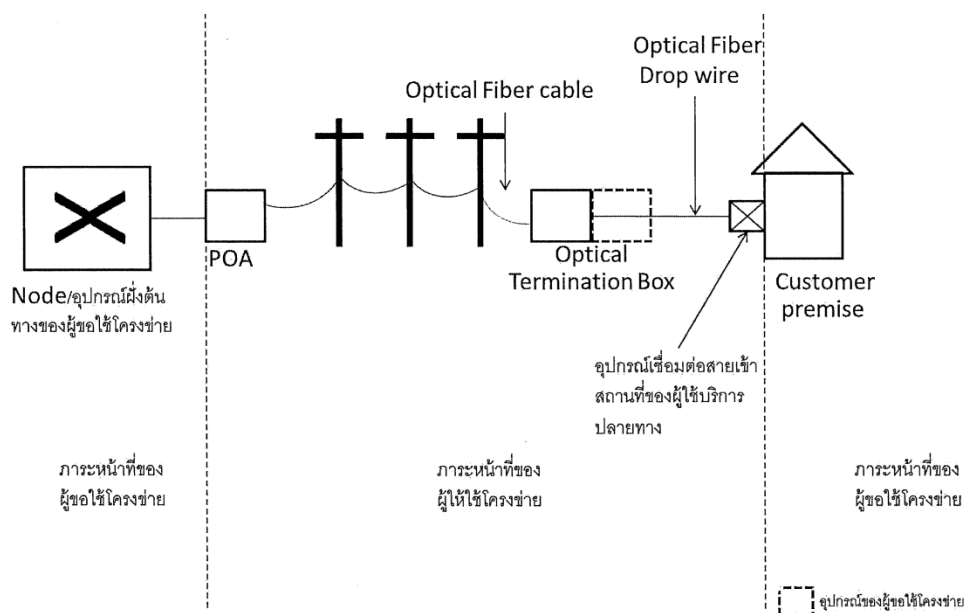 Optical Fiber
Drop wire
Optical Fiber cable
POA
Optical
Termination Box
Customer
premise
Node/อุปกรณ์ฝั่งต้น
ทางของผู้ขอใช้โครงข่าย
อุปกรณ์เชื่อมต่อสายเข้า
สถานที่ของผู้ใช้บริการ
ปลายทาง
ภาระหน้าที่ของ
ผู้ขอใช้โครงข่าย
ภาระหน้าที่ของ
ผู้ให้ใช้โครงข่าย
ภาระหน้าที่ของ
ผู้ขอใช้โครงข่าย
อุปกรณ์ของผู้ขอใช้โครงข่าย